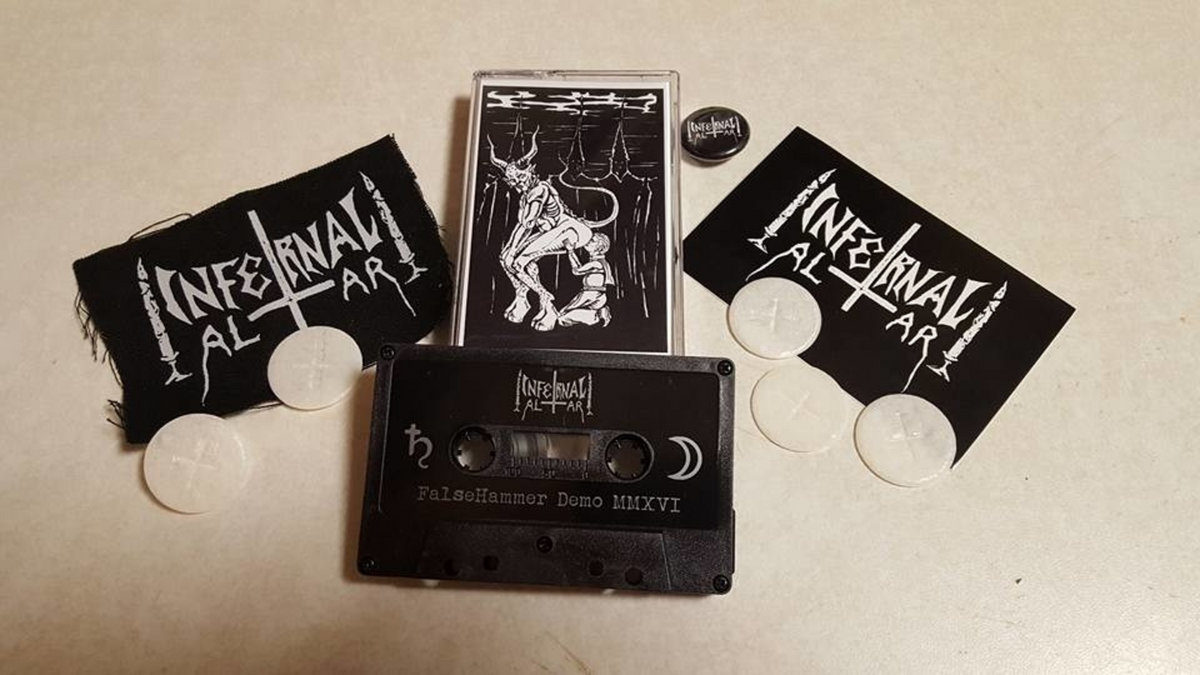 INFERNAL
ALTAR
INFERNAL
ALTAR
INFERNAL
ALTAR
INFERNAL
ALTAR
FalseHammer Demo MMXVI